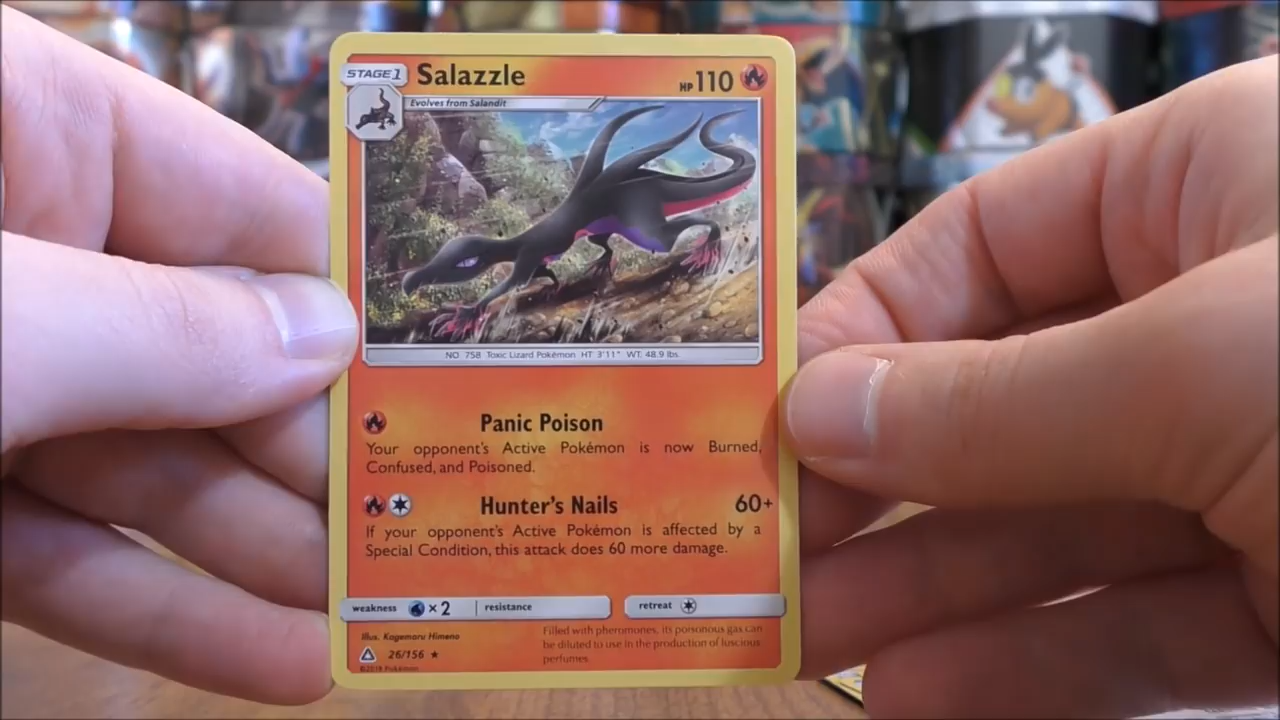 STAGE 1 Salazzle HP 110
Evolves from Salandit
NO. 758 Toxic Lizard Pokémon HT 3'11" WT. 48.9 lbs.
Panic Poison
Your opponent's Active Pokémon is now Burned,
Confused, and Poisoned.
Hunter's Nails 60+
If your opponent's Active Pokémon is affected by a
Special Condition, this attack does 60 more damage.
weakness ×2 resistance retreat
Illus. Kagemaru Himeno
26/156 ★
Filled with pheromones, its poisonous gas can
be diluted to use in the production of luscious
perfumes.